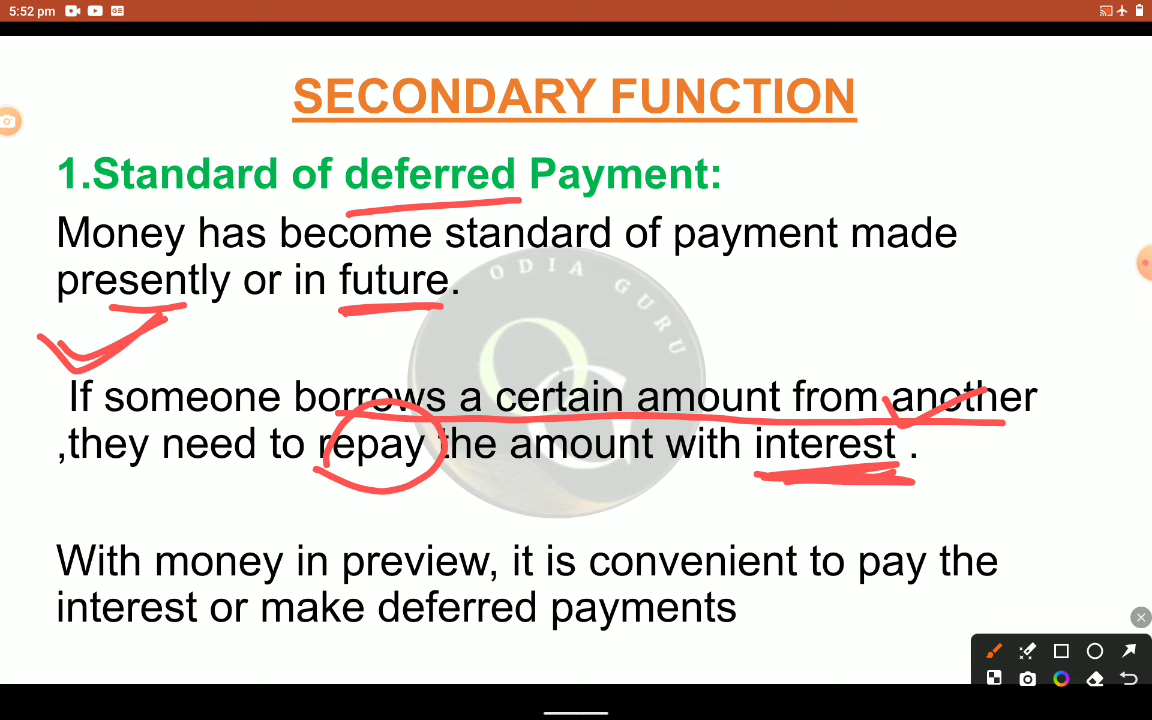 5:52 pm
SECONDARY FUNCTION
1.Standard of deferred Payment:
Money has become standard of payment made
presently or in future.
ODIA GURU
If someone borrows a certain amount from another
,they need to repay the amount with interest .
With money in preview, it is convenient to pay the
interest or make deferred payments